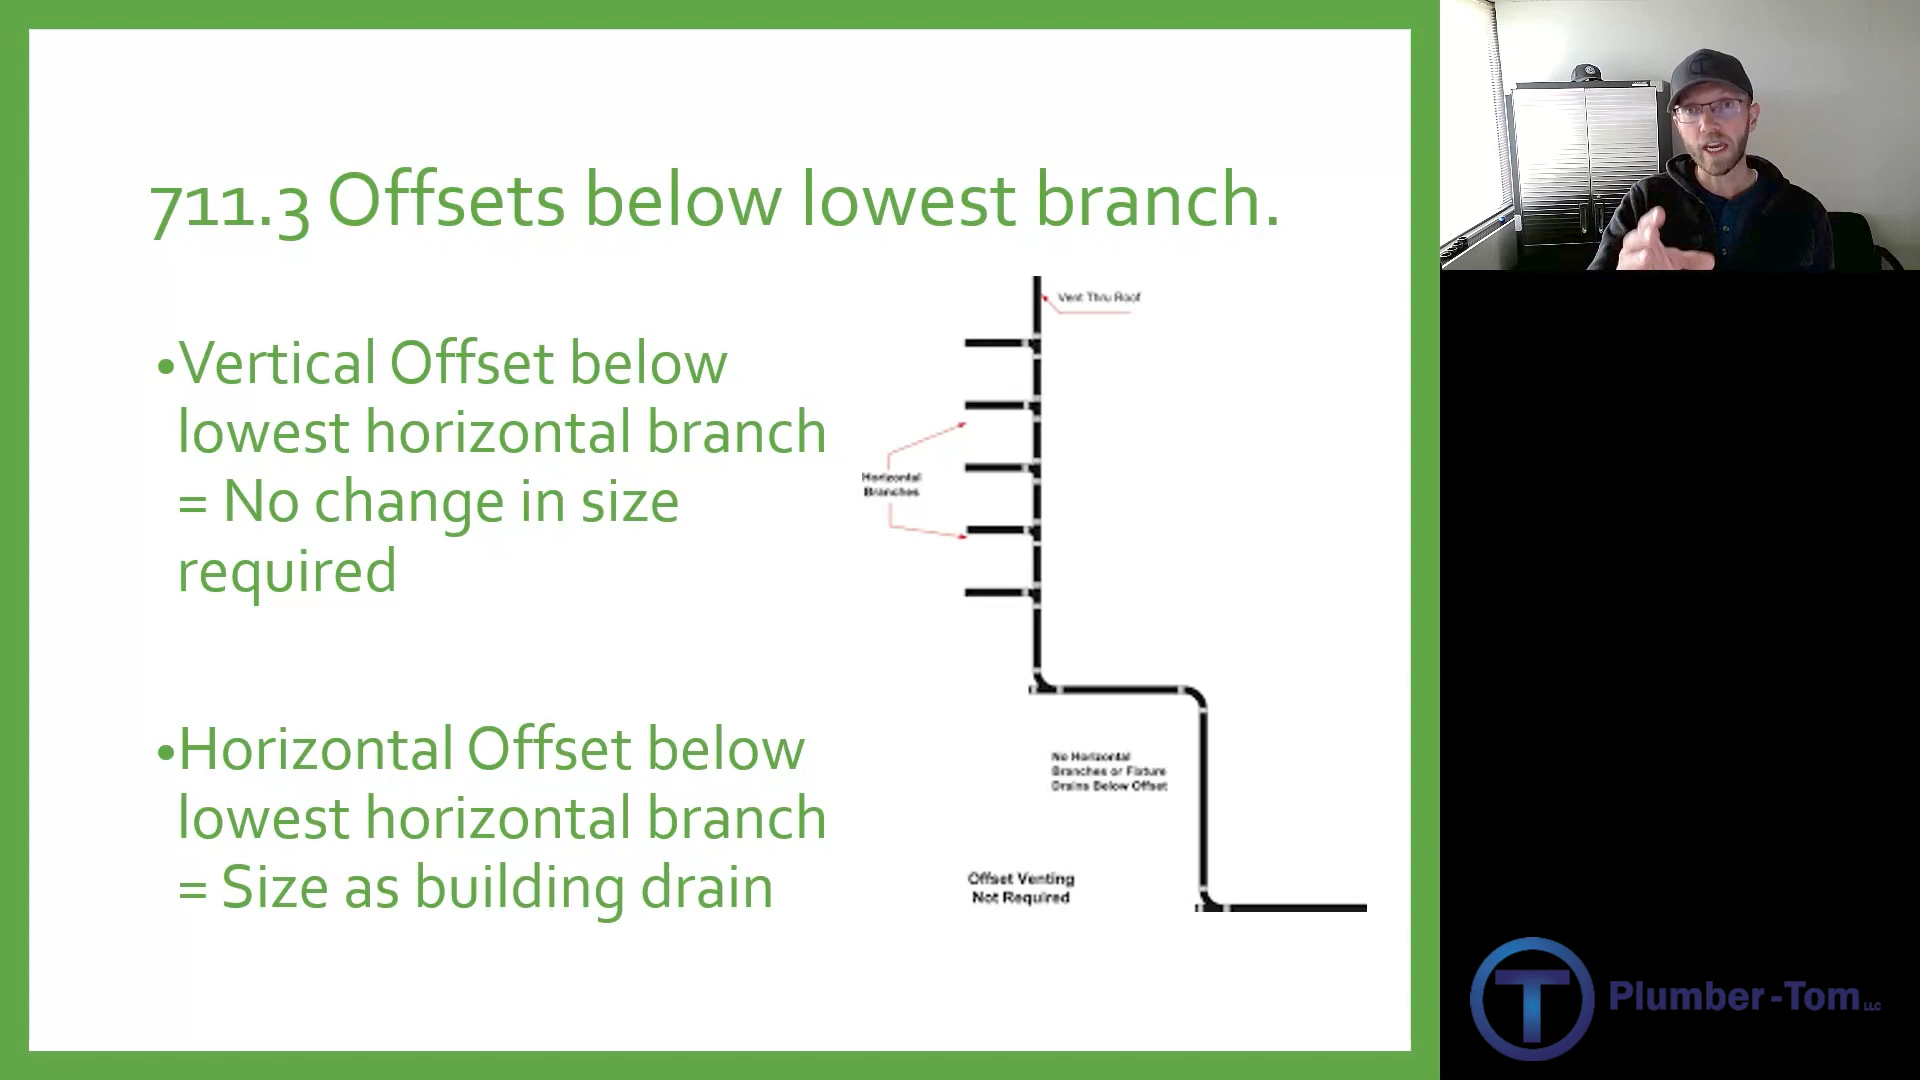 711.3 Offsets below lowest branch.
•Vertical Offset below
lowest horizontal branch
= No change in size
required
•Horizontal Offset below
lowest horizontal branch
= Size as building drain
Vent Thru Roof
Horizontal
Branches
No Horizontal
Branches or Fixture
Drains Below Offset
Offset Venting
Not Required
T Plumber-Tom LLC